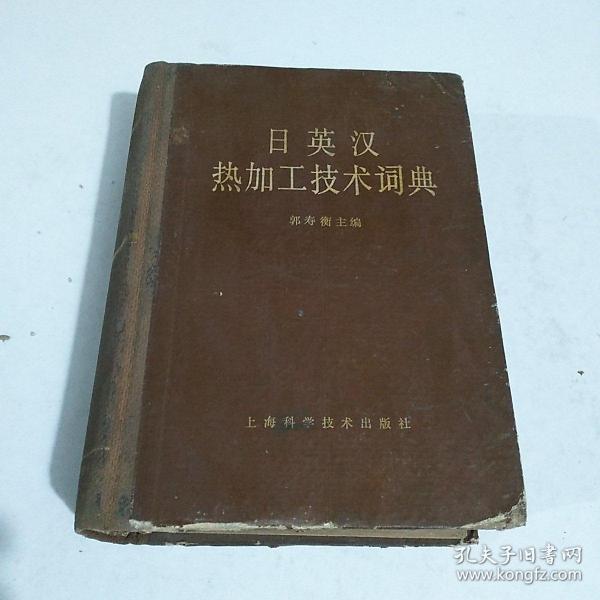 日英汉
热加工技术词典
郭寿衡主编
上海科学技术出版社
孔夫子旧书网
www.kongfz.com